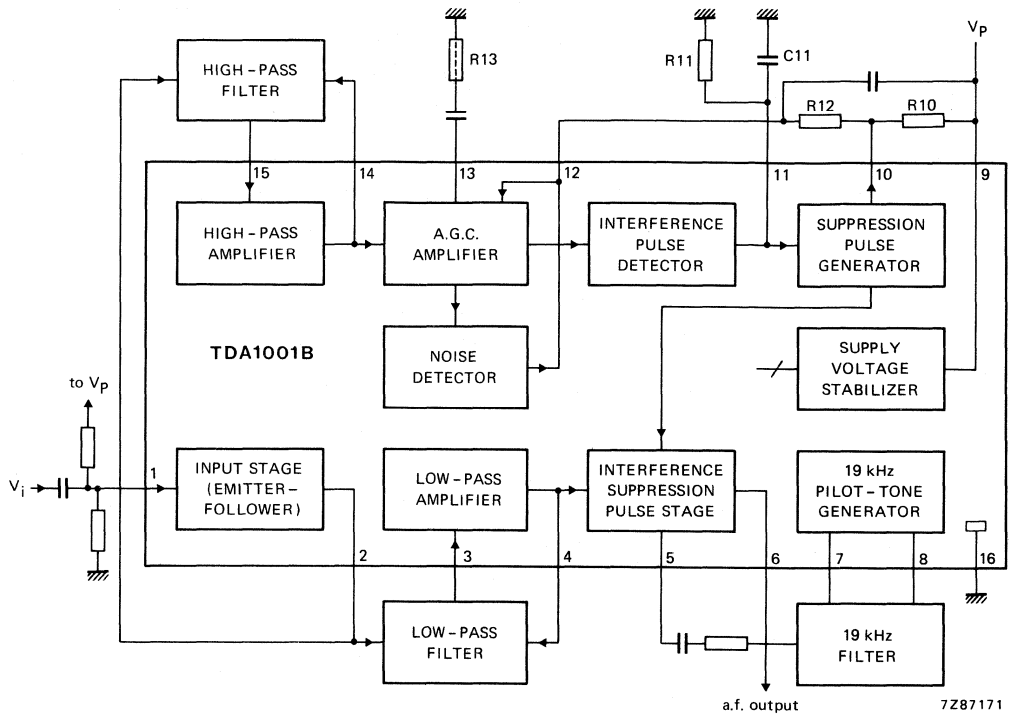 HIGH-PASS
FILTER
R13
R11
C11
VP
R12
R10
15
14
13
12
11
10
9
HIGH-PASS
AMPLIFIER
A.G.C.
AMPLIFIER
INTERFERENCE
PULSE
DETECTOR
SUPPRESSION
PULSE
GENERATOR
TDA1001B
NOISE
DETECTOR
SUPPLY
VOLTAGE
STABILIZER
to VP
Vi
1
INPUT STAGE
(EMITTER-
FOLLOWER)
LOW-PASS
AMPLIFIER
INTERFERENCE
SUPPRESSION
PULSE STAGE
19 kHz
PILOT-TONE
GENERATOR
2
3
4
5
6
7
8
16
LOW-PASS
FILTER
19 kHz
FILTER
a.f. output
7Z87171